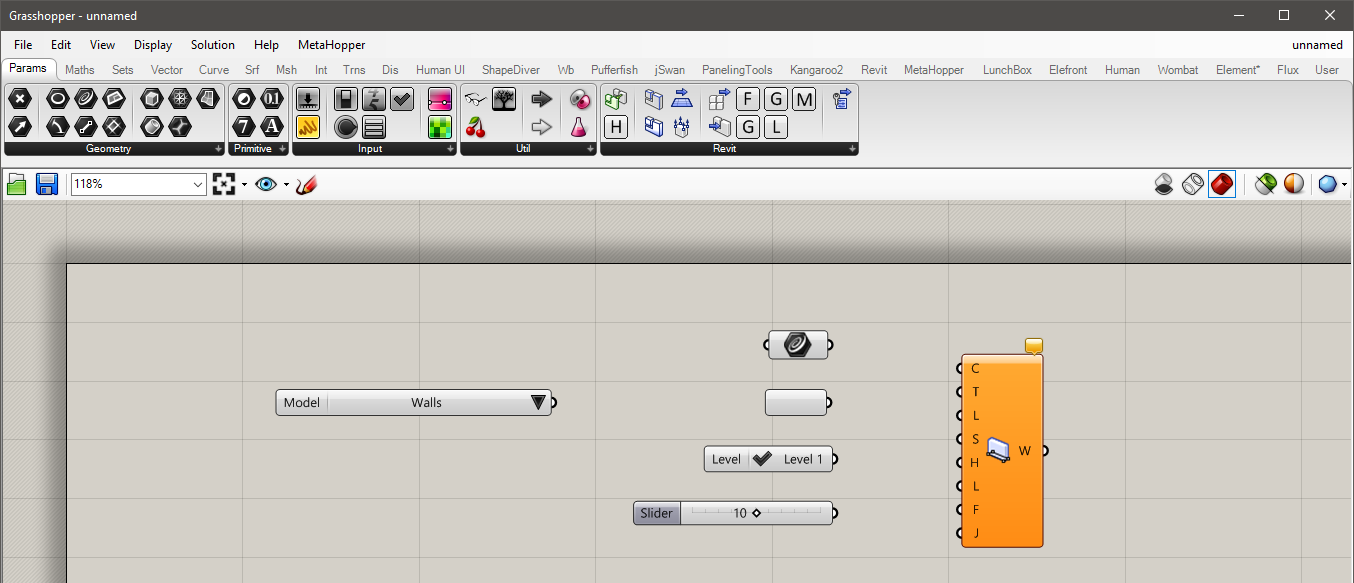 Grasshopper - unnamed
File Edit View Display Solution Help MetaHopper unnamed
Params Maths Sets Vector Curve Srf Msh Int Trns Dis Human UI ShapeDiver Wb Pufferfish jSwan PanelingTools Kangaroo2 Revit MetaHopper LunchBox Elefront Human Wombat Element* Flux User
0.1 F G M
7 A H G L
Geometry + Primitive + Input + Util + Revit +
118%
C
T
Model Walls L
Level Level 1 S
W
H
L
Slider 10 F
J